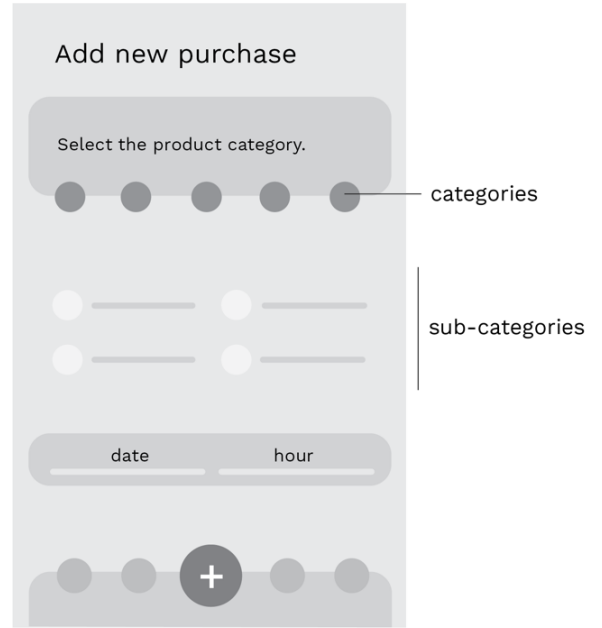 Add new purchase
Select the product category.
categories
sub-categories
date hour
+